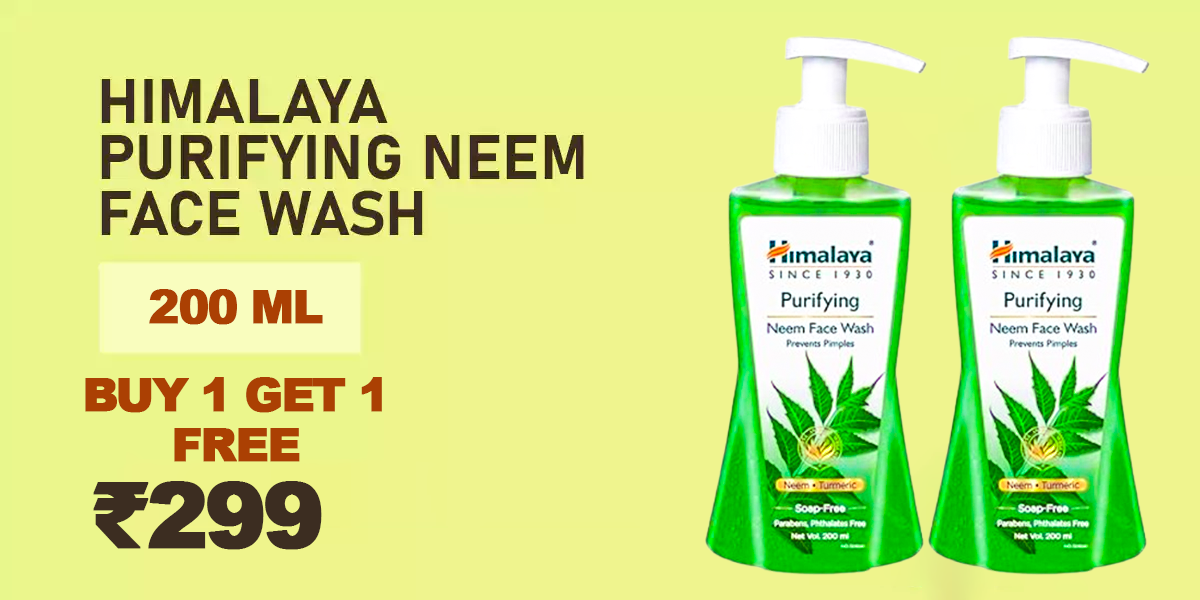 HIMALAYA
PURIFYING NEEM
FACE WASH
200 ML
BUY 1 GET 1
FREE
₹299
Himalaya®
SINCE 1930
Purifying
Neem Face Wash
Prevents Pimples
Neem • Turmeric
Soap-Free
Parabens, Phthalates Free
Net Vol. 200 ml
Himalaya®
SINCE 1930
Purifying
Neem Face Wash
Prevents Pimples
Neem • Turmeric
Soap-Free
Parabens, Phthalates Free
Net Vol. 200 ml